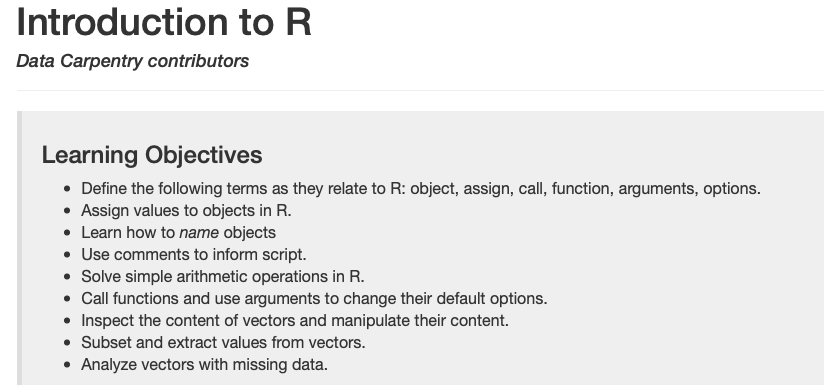 Introduction to R
Data Carpentry contributors
Learning Objectives
• Define the following terms as they relate to R: object, assign, call, function, arguments, options.
• Assign values to objects in R.
• Learn how to name objects
• Use comments to inform script.
• Solve simple arithmetic operations in R.
• Call functions and use arguments to change their default options.
• Inspect the content of vectors and manipulate their content.
• Subset and extract values from vectors.
• Analyze vectors with missing data.